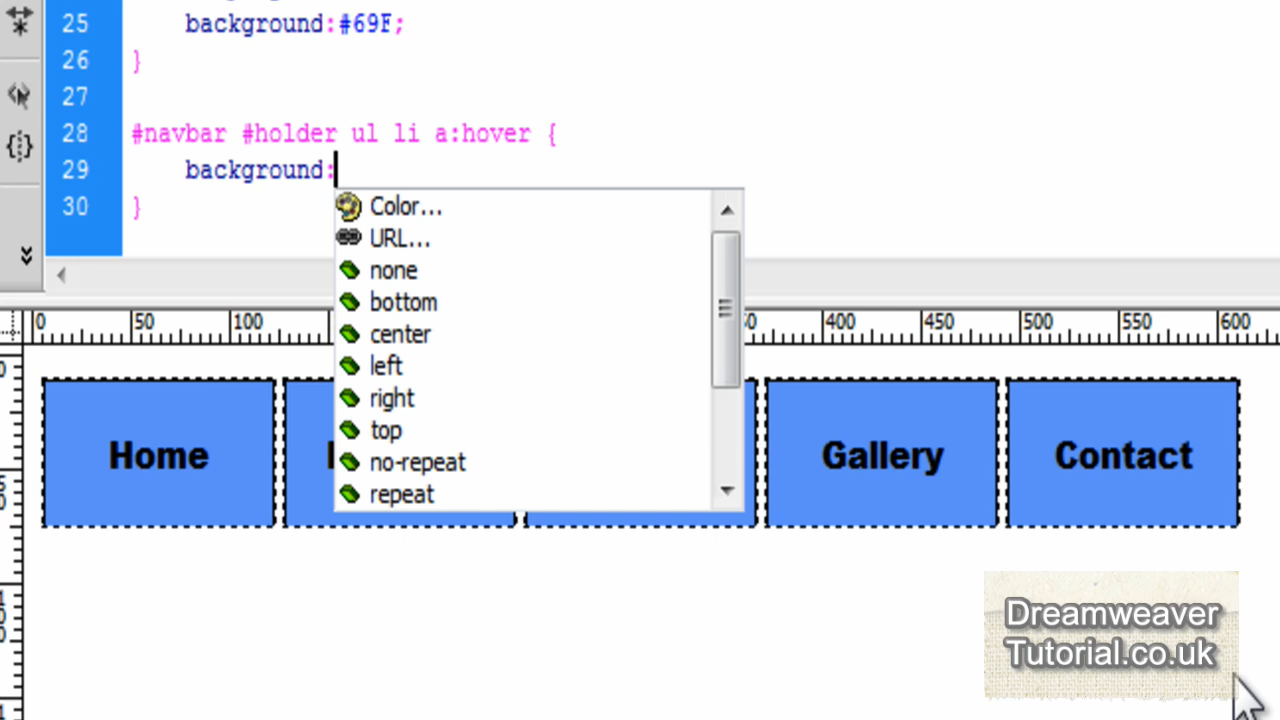 25 background:#69F;
26 }
27
28 #navbar #holder ul li a:hover {
29 background:
30 }
Color...
URL...
none
bottom
center
left
right
top
no-repeat
repeat
0 50 100 400 450 500 550 600
Home Gallery Contact
Dreamweaver
Tutorial.co.uk